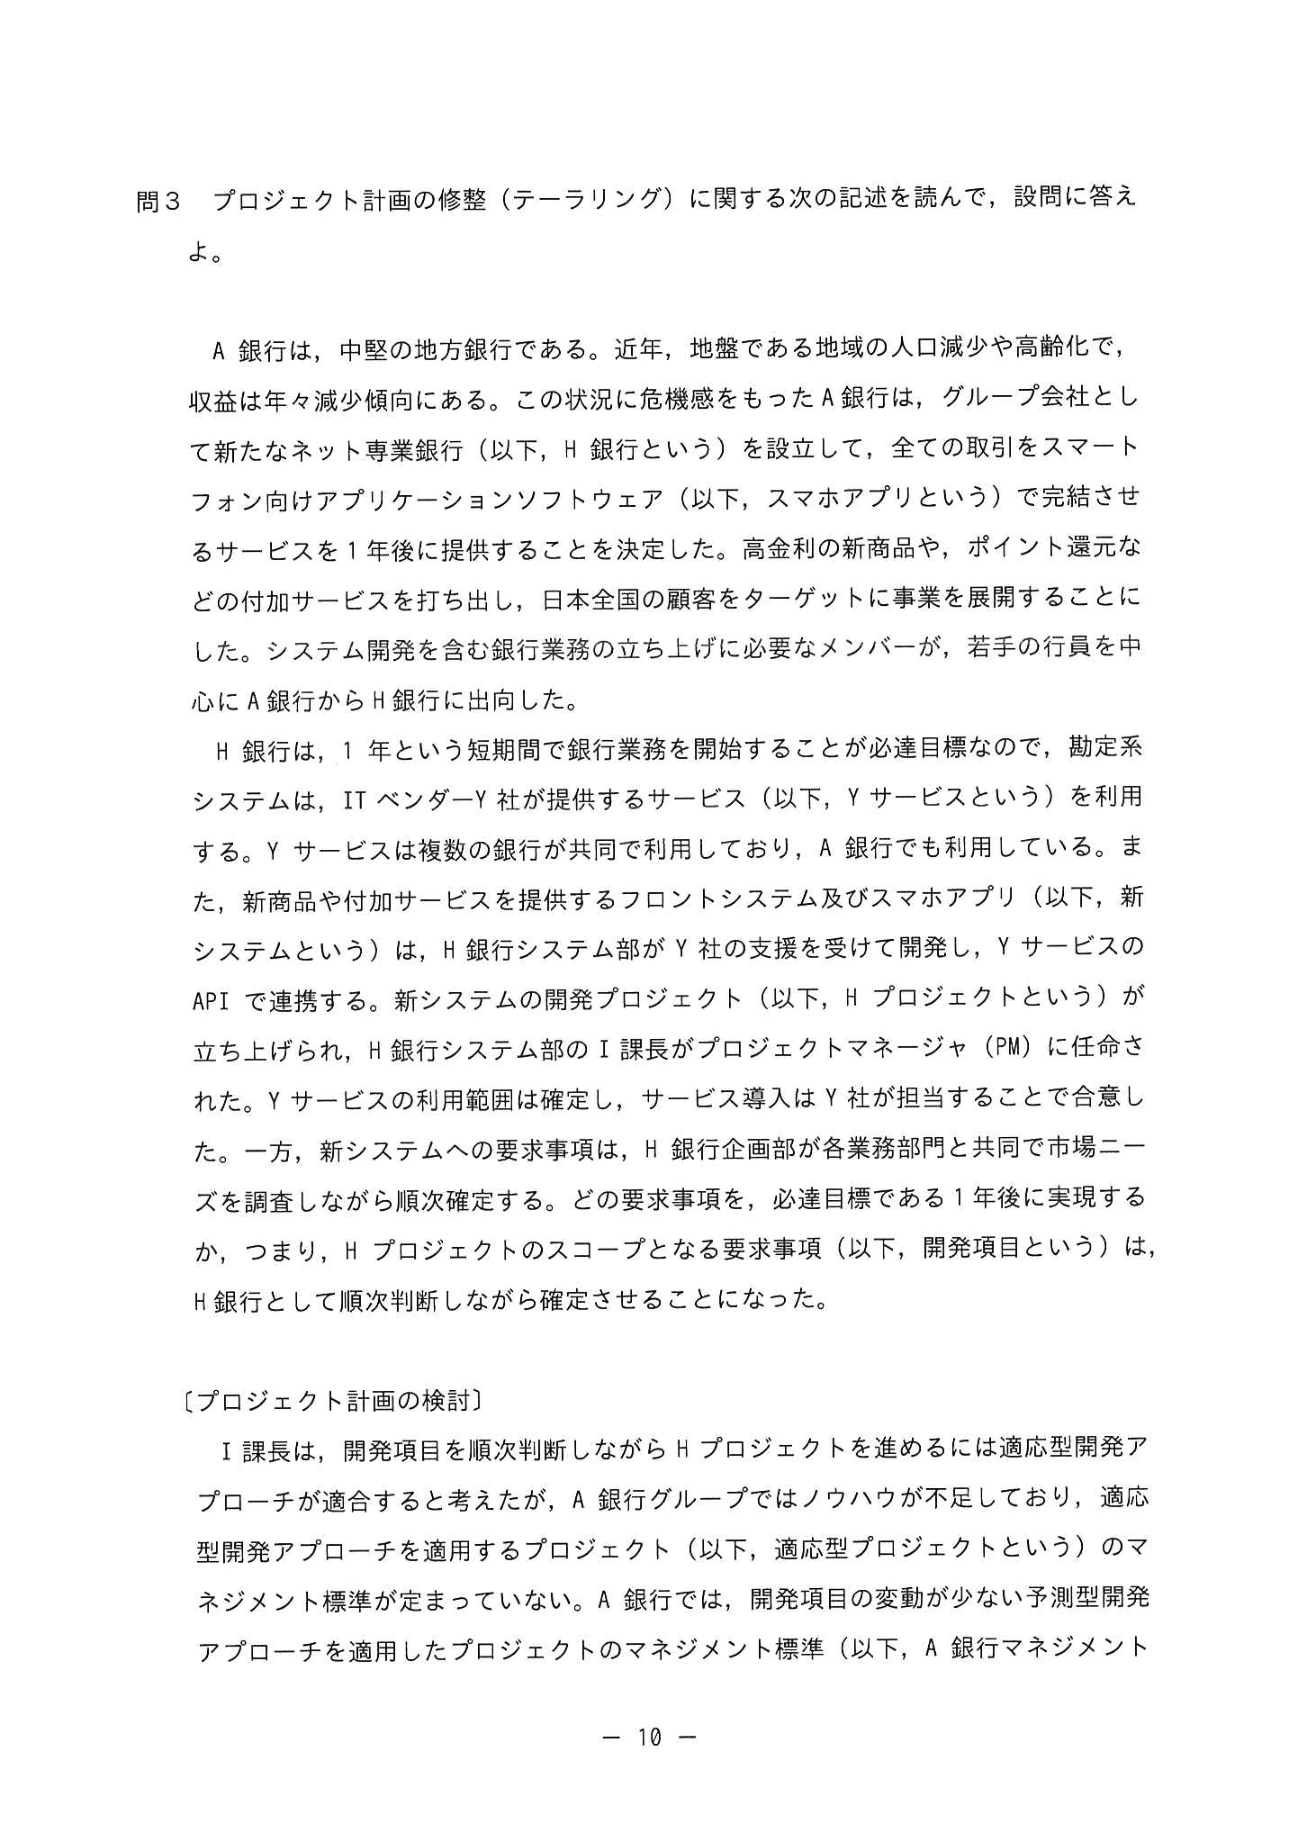 問3 プロジェクト計画の修整（テーラリング）に関する次の記述を読んで，設問に答え
よ。
A 銀行は，中堅の地方銀行である。近年，地盤である地域の人口減少や高齢化で，
収益は年々減少傾向にある。この状況に危機感をもった A 銀行は，グループ会社とし
て新たなネット専業銀行（以下，H 銀行という）を設立して，全ての取引をスマート
フォン向けアプリケーションソフトウェア（以下，スマホアプリという）で完結させ
るサービスを 1 年後に提供することを決定した。高金利の新商品や，ポイント還元な
どの付加サービスを打ち出し，日本全国の顧客をターゲットに事業を展開することに
した。システム開発を含む銀行業務の立ち上げに必要なメンバーが，若手の行員を中
心に A 銀行から H 銀行に出向した。
H 銀行は，1 年という短期間で銀行業務を開始することが必達目標なので，勘定系
システムは，IT ベンダーY 社が提供するサービス（以下，Y サービスという）を利用
する。Y サービスは複数の銀行が共同で利用しており，A 銀行でも利用している。ま
た，新商品や付加サービスを提供するフロントシステム及びスマホアプリ（以下，新
システムという）は，H 銀行システム部が Y 社の支援を受けて開発し，Y サービスの
API で連携する。新システムの開発プロジェクト（以下，H プロジェクトという）が
立ち上げられ，H 銀行システム部の I 課長がプロジェクトマネージャ（PM）に任命さ
れた。Y サービスの利用範囲は確定し，サービス導入は Y 社が担当することで合意し
た。一方，新システムへの要求事項は，H 銀行企画部が各業務部門と共同で市場ニー
ズを調査しながら順次確定する。どの要求事項を，必達目標である 1 年後に実現する
か，つまり，H プロジェクトのスコープとなる要求事項（以下，開発項目という）は，
H 銀行として順次判断しながら確定させることになった。
〔プロジェクト計画の検討〕
I 課長は，開発項目を順次判断しながら H プロジェクトを進めるには適応型開発ア
プローチが適合すると考えたが，A 銀行グループではノウハウが不足しており，適応
型開発アプローチを適用するプロジェクト（以下，適応型プロジェクトという）のマ
ネジメント標準が定まっていない。A 銀行では，開発項目の変動が少ない予測型開発
アプローチを適用したプロジェクトのマネジメント標準（以下，A 銀行マネジメント
－ 10 －